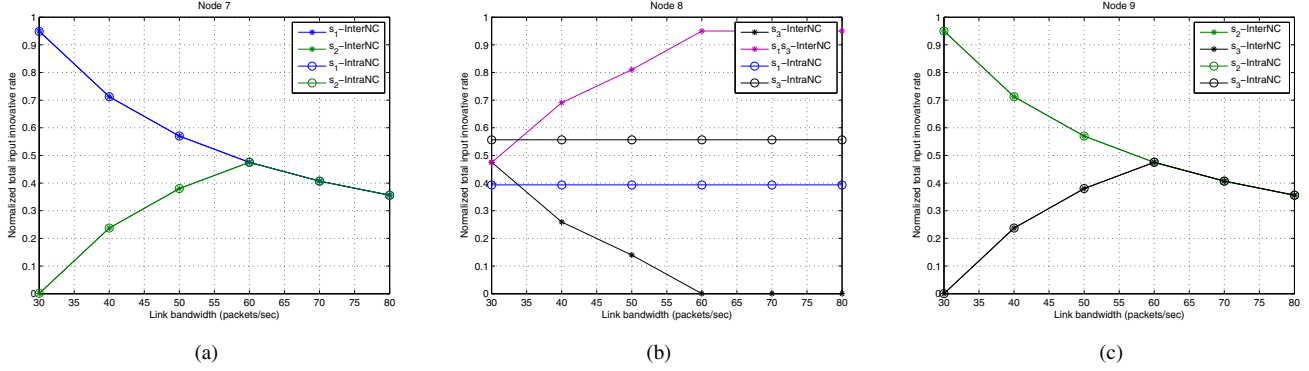 Node 7
Normalized total input innovative rate
1
0.9
0.8
0.7
0.6
0.5
0.4
0.3
0.2
0.1
0
30 35 40 45 50 55 60 65 70 75 80
Link bandwidth (packets/sec)
s1-InterNC
s2-InterNC
s1-IntraNC
s2-IntraNC
(a)
Node 8
Normalized total input innovative rate
1
0.9
0.8
0.7
0.6
0.5
0.4
0.3
0.2
0.1
0
30 35 40 45 50 55 60 65 70 75 80
Link bandwidth (packets/sec)
s3-InterNC
s1s3-InterNC
s1-IntraNC
s3-IntraNC
(b)
Node 9
Normalized total input innovative rate
1
0.9
0.8
0.7
0.6
0.5
0.4
0.3
0.2
0.1
0
30 35 40 45 50 55 60 65 70 75 80
Link bandwidth (packets/sec)
s2-InterNC
s3-InterNC
s2-IntraNC
s3-IntraNC
(c)